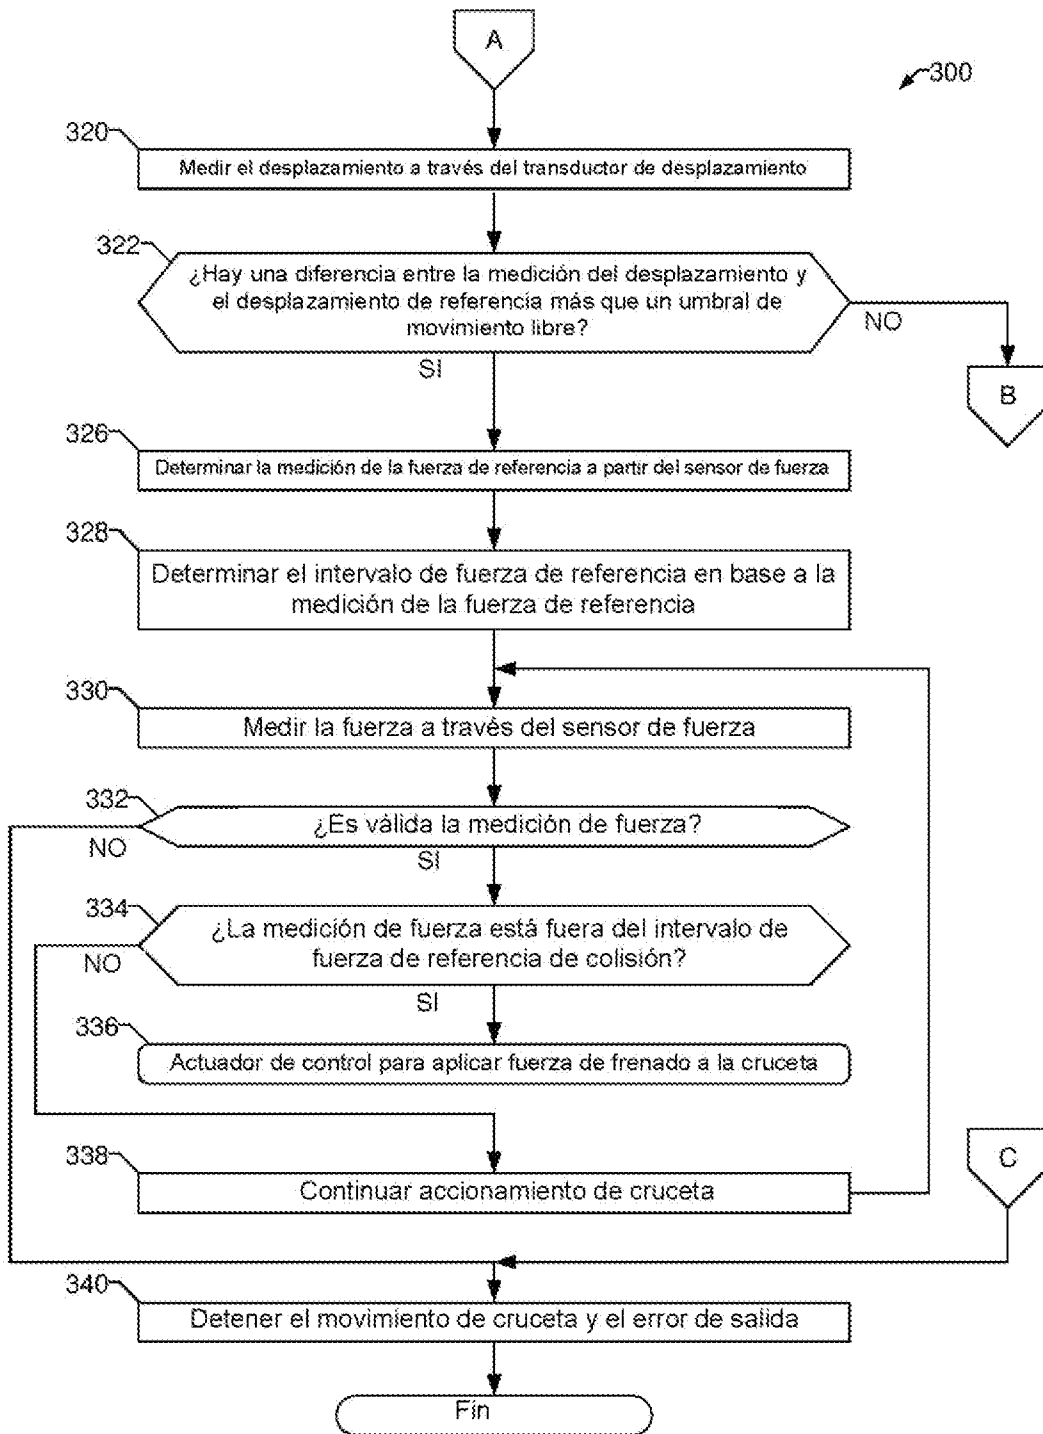 A
300
320
Medir el desplazamiento a través del transductor de desplazamiento
322
¿Hay una diferencia entre la medición del desplazamiento y
el desplazamiento de referencia más que un umbral de
movimiento libre?
NO
SI
B
326
Determinar la medición de la fuerza de referencia a partir del sensor de fuerza
328
Determinar el intervalo de fuerza de referencia en base a la
medición de la fuerza de referencia
330
Medir la fuerza a través del sensor de fuerza
332
¿Es válida la medición de fuerza?
NO
SI
334
¿La medición de fuerza está fuera del intervalo de
fuerza de referencia de colisión?
NO
SI
336
Actuador de control para aplicar fuerza de frenado a la cruceta
C
338
Continuar accionamiento de cruceta
340
Detener el movimiento de cruceta y el error de salida
Fin